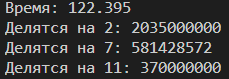 Время: 122.395
Делятся на 2: 2035000000
Делятся на 7: 581428572
Делятся на 11: 370000000